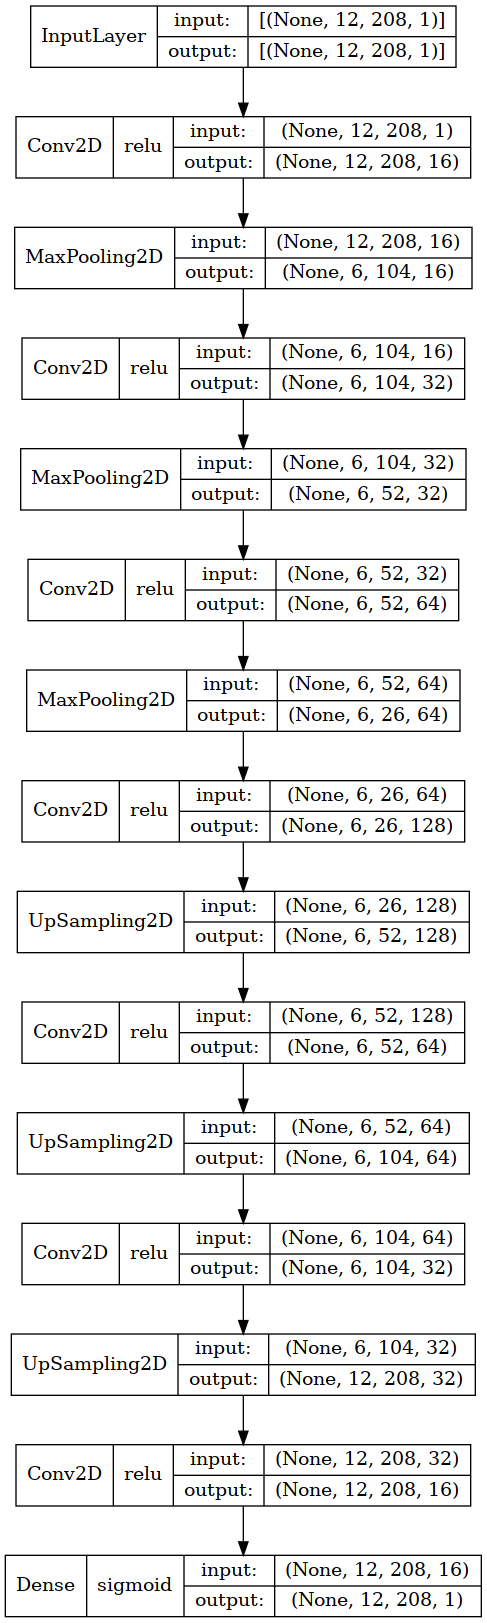 InputLayer input: [(None, 12, 208, 1)]
output: [(None, 12, 208, 1)]
Conv2D relu input: (None, 12, 208, 1)
output: (None, 12, 208, 16)
MaxPooling2D input: (None, 12, 208, 16)
output: (None, 6, 104, 16)
Conv2D relu input: (None, 6, 104, 16)
output: (None, 6, 104, 32)
MaxPooling2D input: (None, 6, 104, 32)
output: (None, 6, 52, 32)
Conv2D relu input: (None, 6, 52, 32)
output: (None, 6, 52, 64)
MaxPooling2D input: (None, 6, 52, 64)
output: (None, 6, 26, 64)
Conv2D relu input: (None, 6, 26, 64)
output: (None, 6, 26, 128)
UpSampling2D input: (None, 6, 26, 128)
output: (None, 6, 52, 128)
Conv2D relu input: (None, 6, 52, 128)
output: (None, 6, 52, 64)
UpSampling2D input: (None, 6, 52, 64)
output: (None, 6, 104, 64)
Conv2D relu input: (None, 6, 104, 64)
output: (None, 6, 104, 32)
UpSampling2D input: (None, 6, 104, 32)
output: (None, 12, 208, 32)
Conv2D relu input: (None, 12, 208, 32)
output: (None, 12, 208, 16)
Dense sigmoid input: (None, 12, 208, 16)
output: (None, 12, 208, 1)